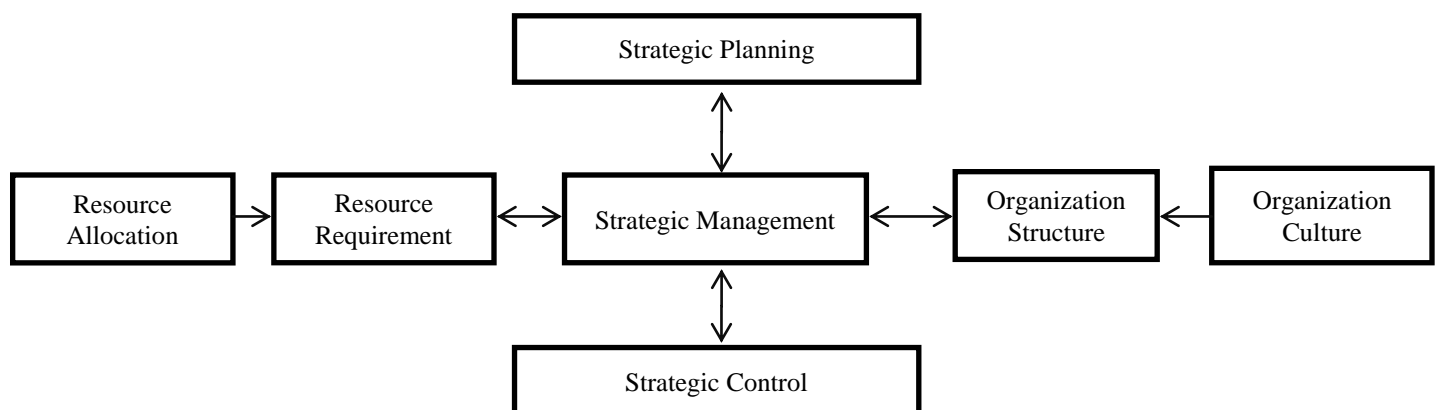 Strategic Planning
Resource
Allocation
Resource
Requirement
Strategic Management
Organization
Structure
Organization
Culture
Strategic Control